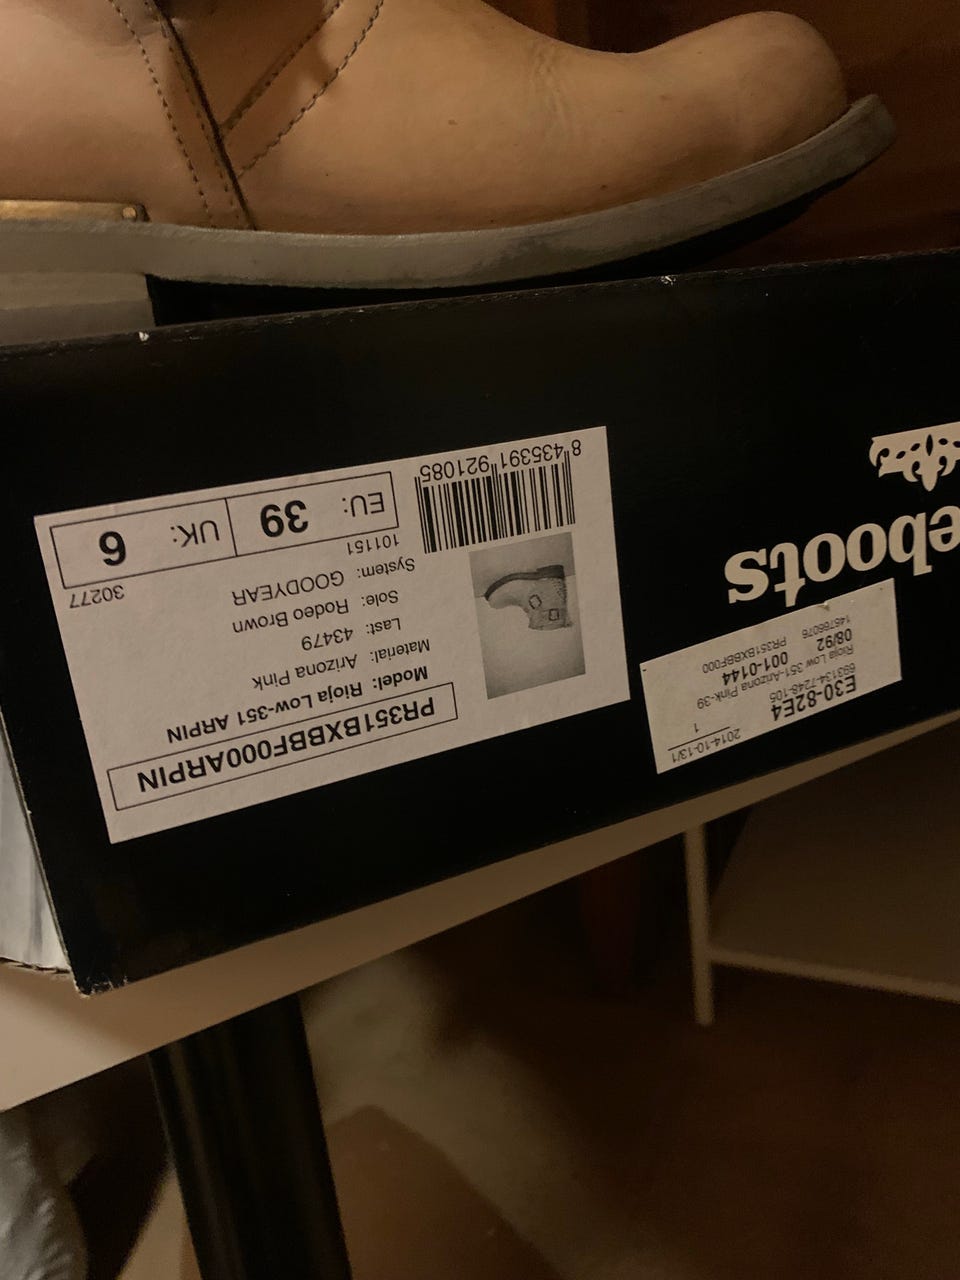 PR351BXBBF000ARPIN
Model: Rioja Low-351 ARPIN
Material: Arizona Pink
Last: 43479
Sole: Rodeo Brown
System: GOODYEAR
101151
30277
EU: 39
UK: 6
8 435391 921085
2014-10-13/1
1
E30-82E4
693134-7248-105
Rioja Low 351-Arizona Pink-39
08/92
001-0144
145766076
PR351BXBBF000
eboots